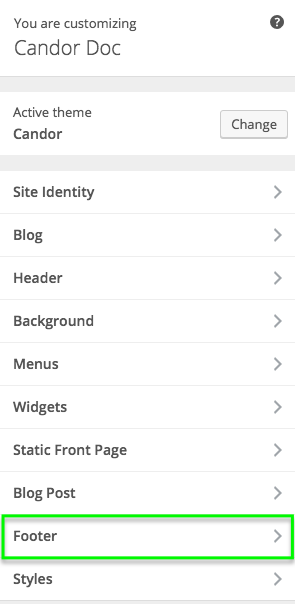 You are customizing
Candor Doc
Active theme
Candor
Change
Site Identity
Blog
Header
Background
Menus
Widgets
Static Front Page
Blog Post
Footer
Styles